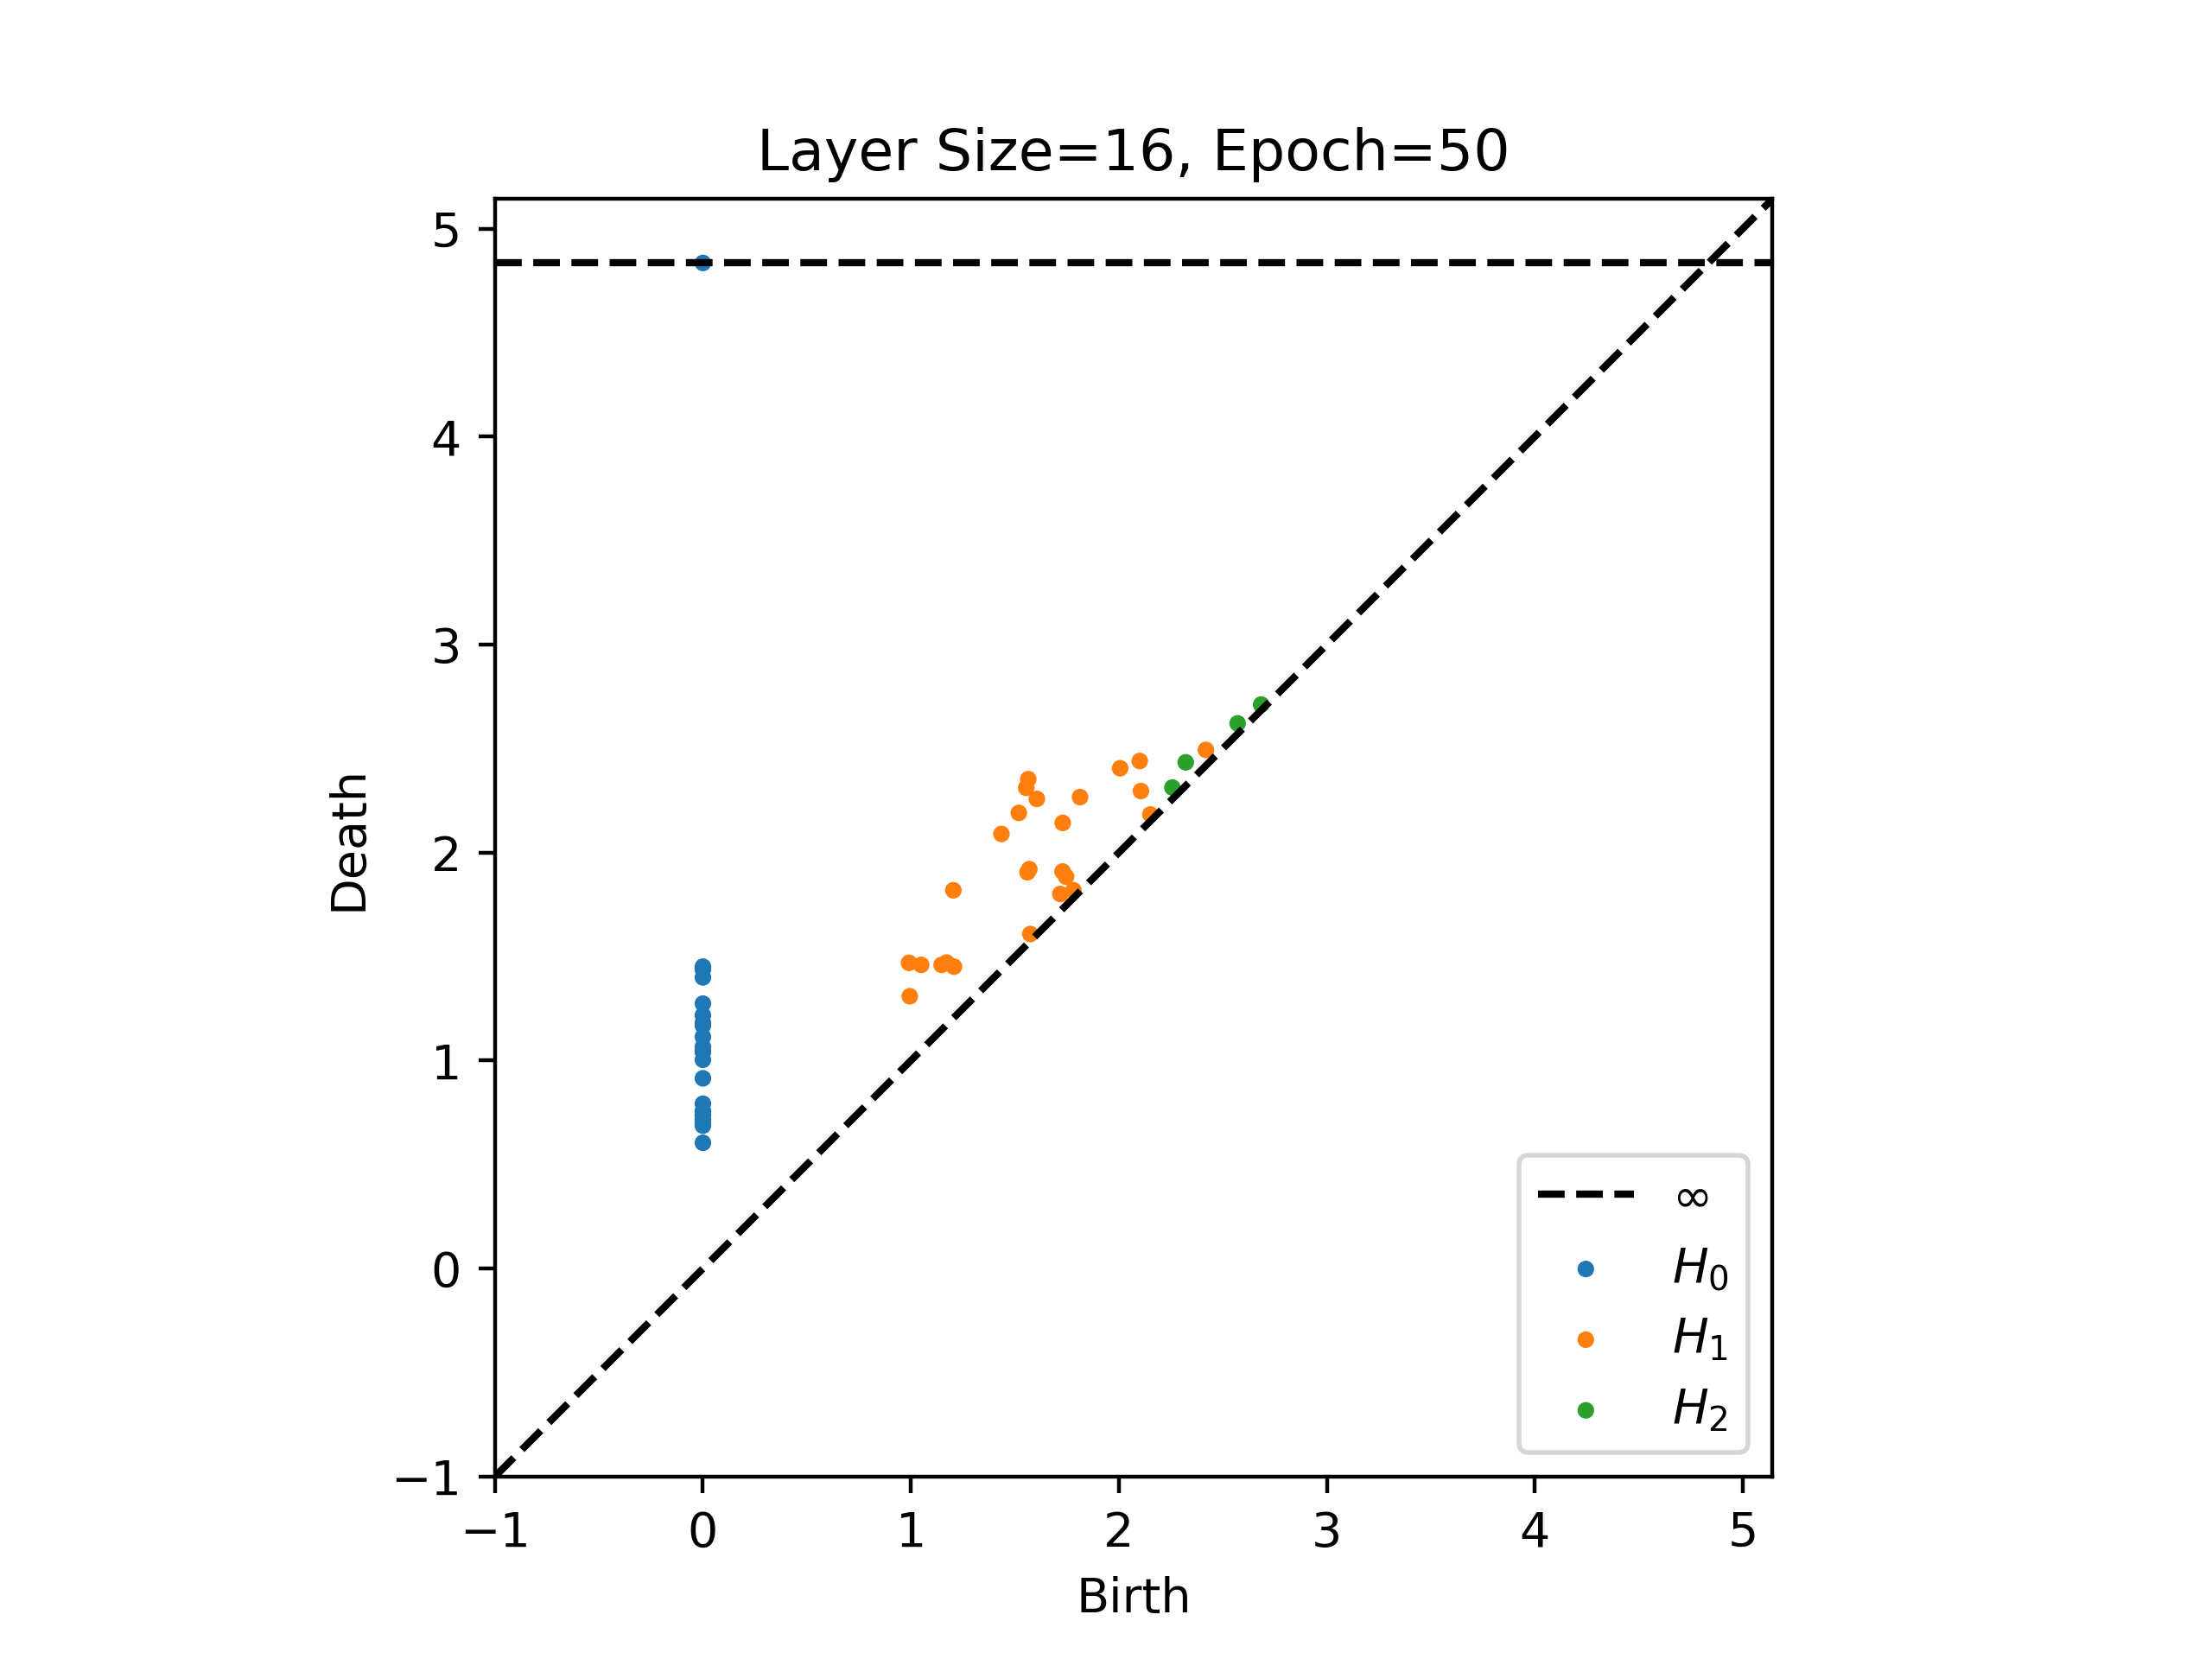 Layer Size=16, Epoch=50
5
4
3
2
1
0
−1
Death
−1 0 1 2 3 4 5
Birth
∞
H₀
H₁
H₂